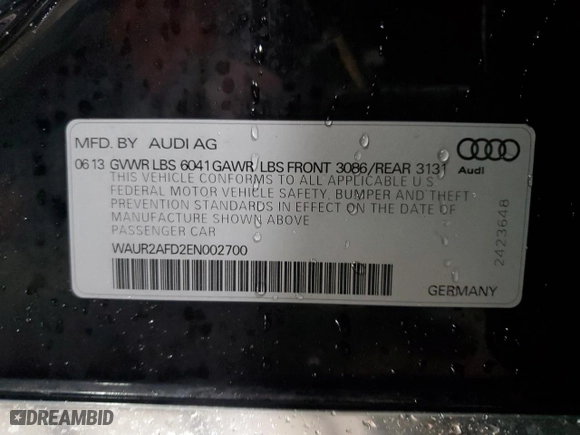 MFD. BY AUDI AG
0613 GVWR LBS 6041 GAWR LBS FRONT 3086/REAR 3131
THIS VEHICLE CONFORMS TO ALL APPLICABLE U.S.
FEDERAL MOTOR VEHICLE SAFETY, BUMPER AND THEFT
PREVENTION STANDARDS IN EFFECT ON THE DATE OF
MANUFACTURE SHOWN ABOVE
PASSENGER CAR
WAUR2AFD2EN002700
Audi
2423648
GERMANY
DREAMBID